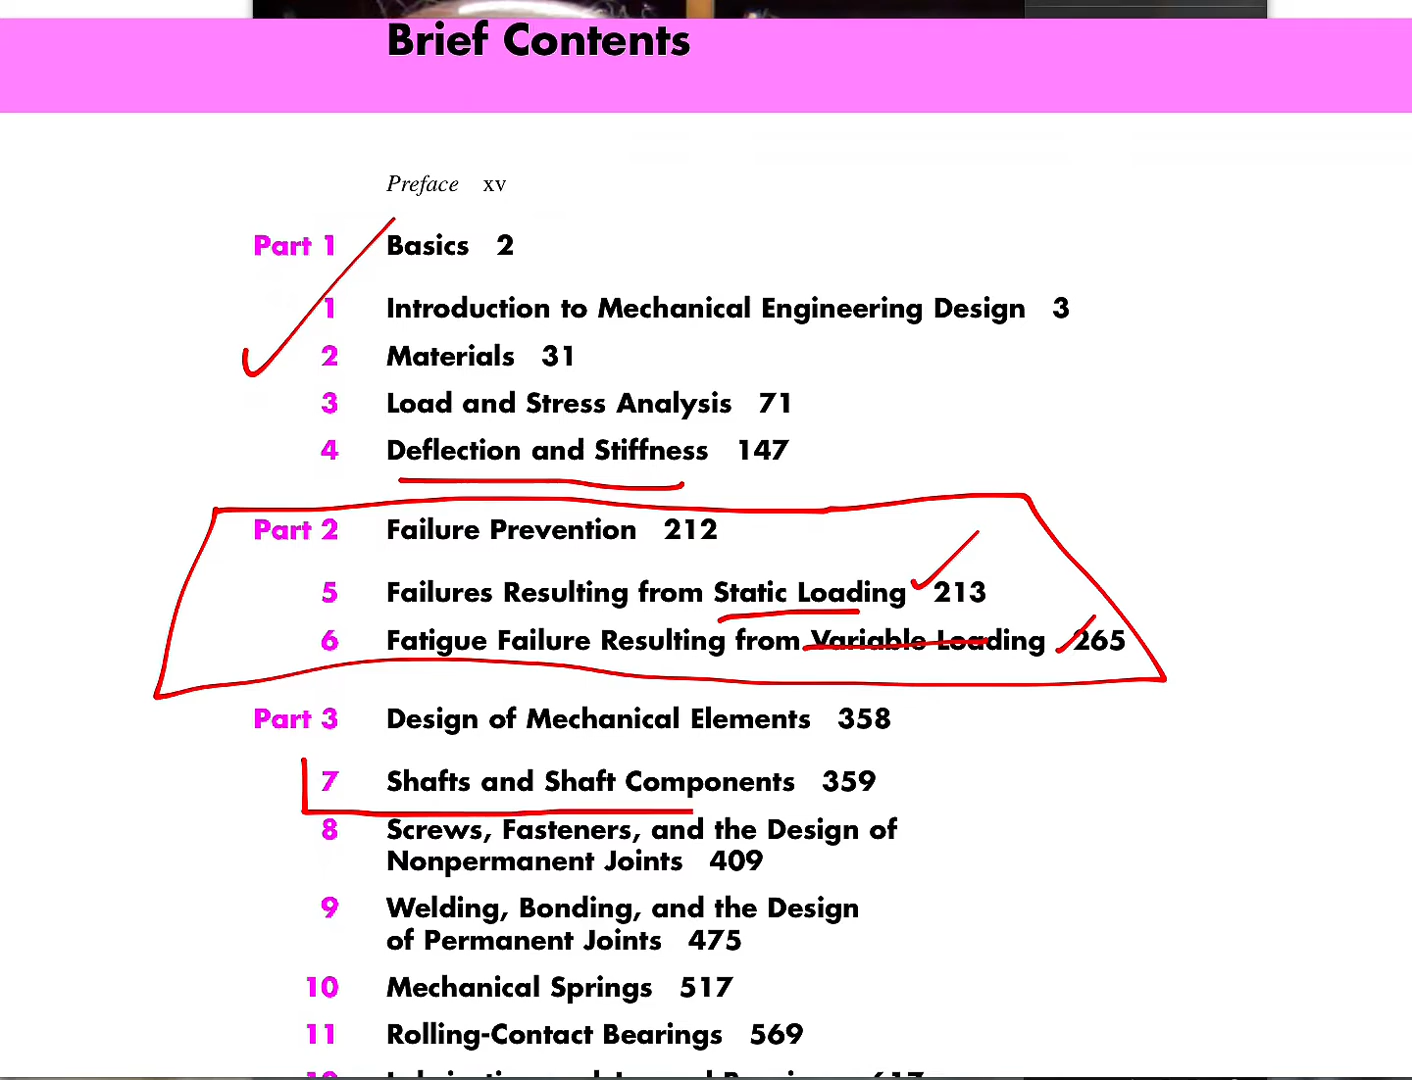 Brief Contents
Preface xv
Part 1 Basics 2
1 Introduction to Mechanical Engineering Design 3
2 Materials 31
3 Load and Stress Analysis 71
4 Deflection and Stiffness 147
Part 2 Failure Prevention 212
5 Failures Resulting from Static Loading 213
6 Fatigue Failure Resulting from Variable Loading 265
Part 3 Design of Mechanical Elements 358
7 Shafts and Shaft Components 359
8 Screws, Fasteners, and the Design of
Nonpermanent Joints 409
9 Welding, Bonding, and the Design
of Permanent Joints 475
10 Mechanical Springs 517
11 Rolling-Contact Bearings 569